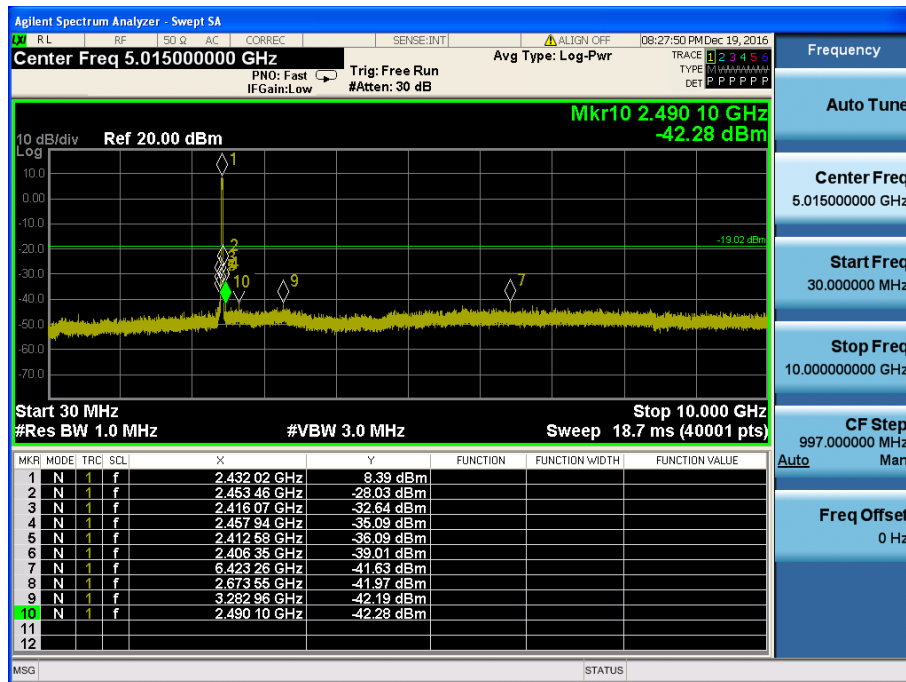 Agilent Spectrum Analyzer - Swept SA
LXI RL RF 50 Ω AC CORREC SENSE:INT ALIGN OFF 08:27:50 PM Dec 19, 2016
Center Freq 5.015000000 GHz
PNO: Fast
IFGain:Low
Trig: Free Run
#Atten: 30 dB
Avg Type: Log-Pwr
TRACE 1 2 3 4 5 6
TYPE MWWWWW
DET P P P P P P
Mkr10 2.490 10 GHz
-42.28 dBm
10 dB/div Ref 20.00 dBm
Log
10.0
0.00
-10.0
-20.0
-30.0
-40.0
-50.0
-60.0
-70.0
1
2
10
9
7
-19.02 dBm
Start 30 MHz Stop 10.000 GHz
#Res BW 1.0 MHz #VBW 3.0 MHz Sweep 18.7 ms (40001 pts)
MKR MODE TRC SCL X Y FUNCTION FUNCTION WIDTH FUNCTION VALUE
1 N 1 f 2.432 02 GHz 8.39 dBm
2 N 1 f 2.453 46 GHz -28.03 dBm
3 N 1 f 2.416 07 GHz -32.64 dBm
4 N 1 f 2.457 94 GHz -35.09 dBm
5 N 1 f 2.412 58 GHz -36.09 dBm
6 N 1 f 2.406 35 GHz -39.01 dBm
7 N 1 f 6.423 26 GHz -41.63 dBm
8 N 1 f 2.673 55 GHz -41.97 dBm
9 N 1 f 3.282 96 GHz -42.19 dBm
10 N 1 f 2.490 10 GHz -42.28 dBm
11
12
MSG STATUS
Frequency
Auto Tune
Center Freq
5.015000000 GHz
Start Freq
30.000000 MHz
Stop Freq
10.000000000 GHz
CF Step
997.000000 MHz
Auto Man
Freq Offset
0 Hz